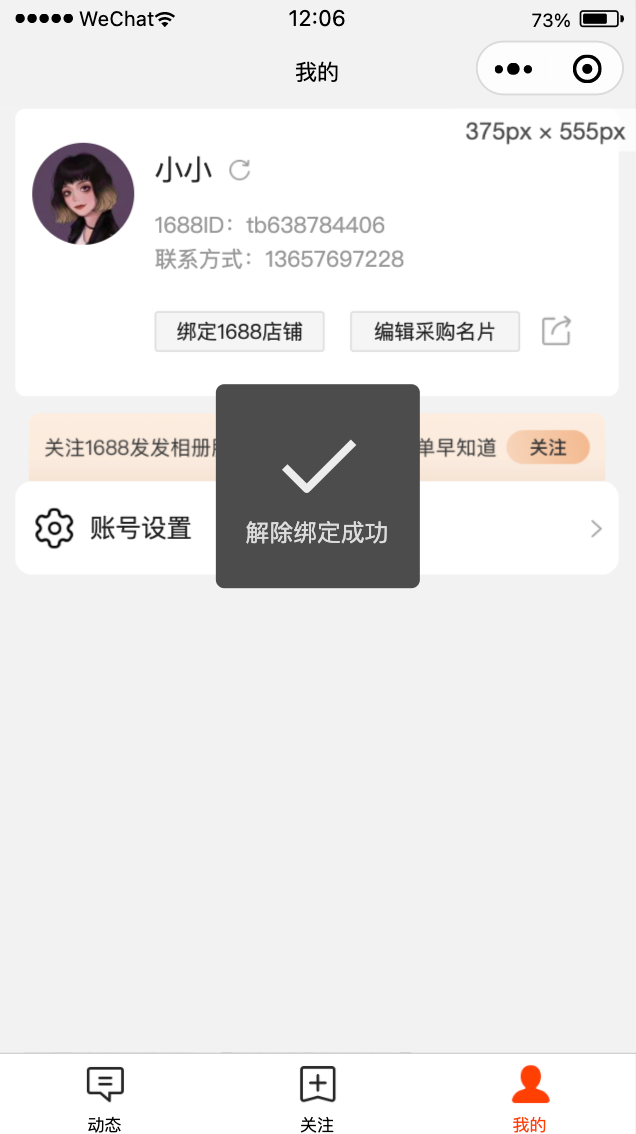 WeChat
12:06
73%
我的
375px × 555px
小小
1688ID：tb638784406
联系方式：13657697228
绑定1688店铺
编辑采购名片
关注1688发发相册
单早知道
关注
账号设置
解除绑定成功
动态
关注
我的